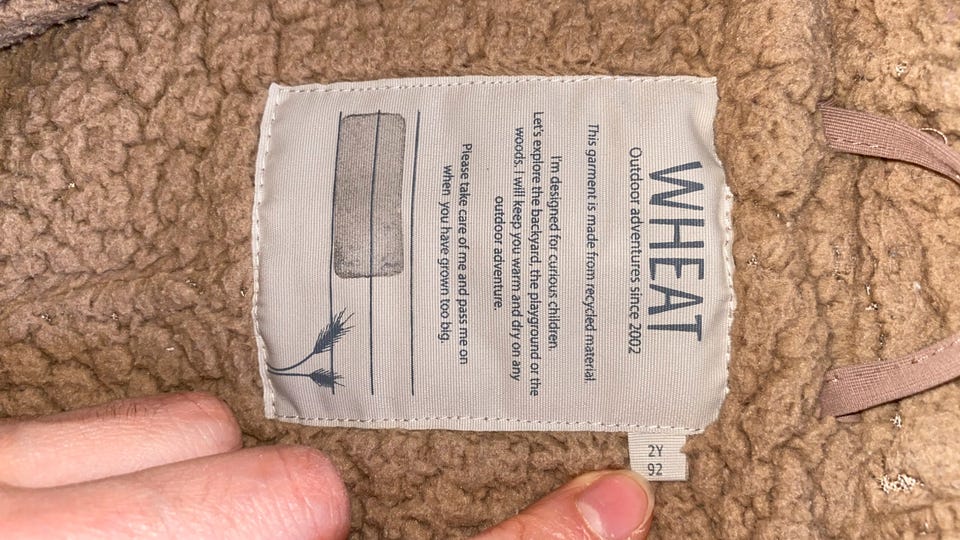 WHEAT
Outdoor adventures since 2002
This garment is made from recycled material.
I'm designed for curious children.
Let's explore the backyard, the playground or the
woods. I will keep you warm and dry on any
outdoor adventure.
Please take care of me and pass me on
when you have grown too big.
2Y
92